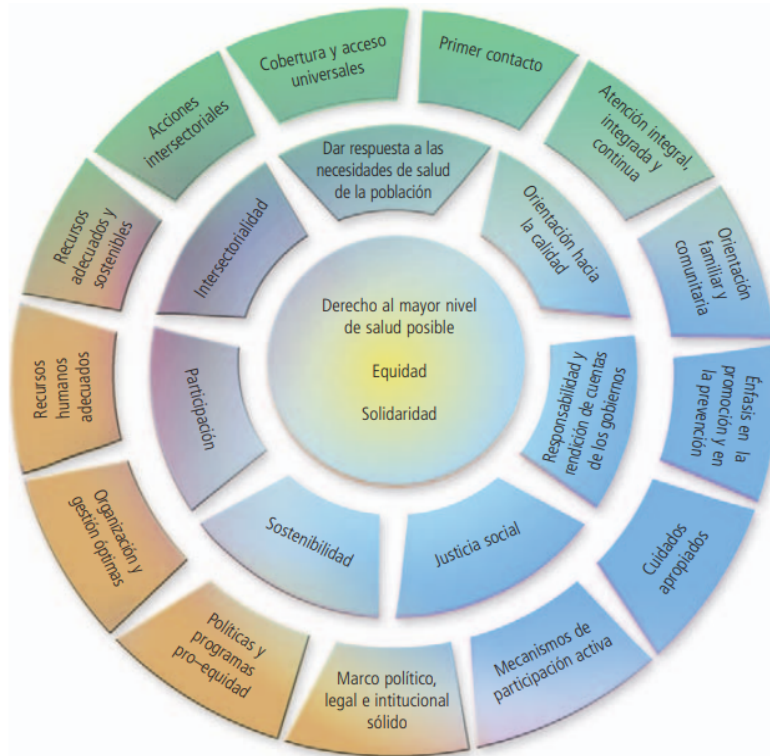 Cobertura y acceso
universales
Primer contacto
Atención integral,
integrada y
continua
Orientación
familiar y
comunitaria
Énfasis en la
promoción y en
la prevención
Cuidados
apropiados
Mecanismos de
participación activa
Marco político,
legal e intitucional
sólido
Políticas y
programas
pro–equidad
Organización y
gestión óptimas
Recursos
humanos
adecuados
Recursos
adecuados y
sostenibles
Acciones
intersectoriales
Dar respuesta a las
necesidades de salud
de la población
Orientación hacia
la calidad
Responsabilidad y
rendición de cuentas
de los gobiernos
Justicia social
Sostenibilidad
Participación
Intersectorialidad
Derecho al mayor nivel
de salud posible
Equidad
Solidaridad